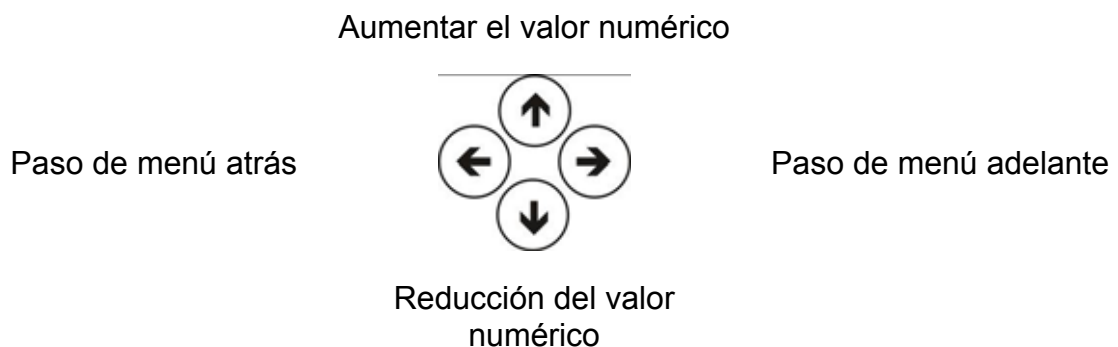 Aumentar el valor numérico
Paso de menú atrás
Paso de menú adelante
Reducción del valor
numérico